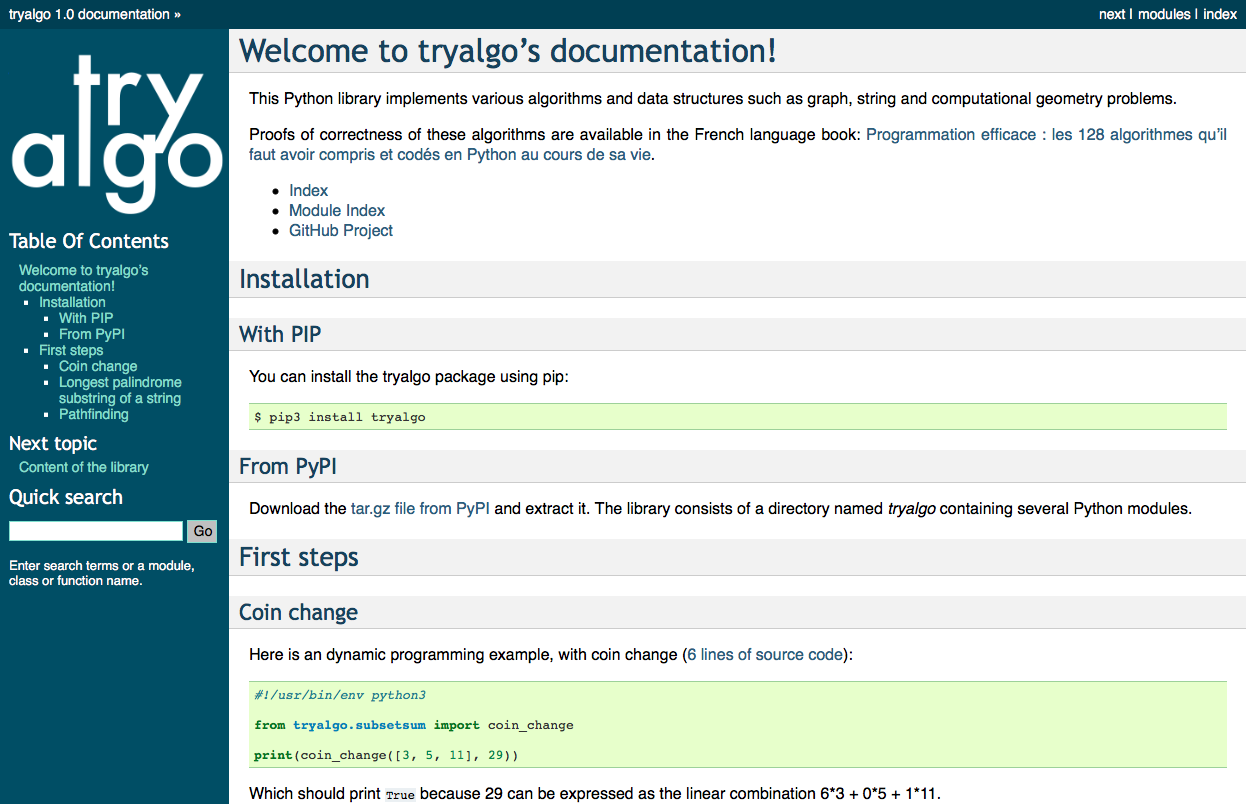 tryalgo 1.0 documentation »
next | modules | index
try
algo
Table Of Contents
Welcome to tryalgo's
documentation!
Installation
With PIP
From PyPI
First steps
Coin change
Longest palindrome
substring of a string
Pathfinding
Next topic
Content of the library
Quick search
Go
Enter search terms or a module,
class or function name.
Welcome to tryalgo's documentation!
This Python library implements various algorithms and data structures such as graph, string and computational geometry problems.
Proofs of correctness of these algorithms are available in the French language book: Programmation efficace : les 128 algorithmes qu'il
faut avoir compris et codés en Python au cours de sa vie.
Index
Module Index
GitHub Project
Installation
With PIP
You can install the tryalgo package using pip:
$ pip3 install tryalgo
From PyPI
Download the tar.gz file from PyPI and extract it. The library consists of a directory named tryalgo containing several Python modules.
First steps
Coin change
Here is an dynamic programming example, with coin change (6 lines of source code):
#!/usr/bin/env python3
from tryalgo.subsetsum import coin_change
print(coin_change([3, 5, 11], 29))
Which should print True because 29 can be expressed as the linear combination 6*3 + 0*5 + 1*11.